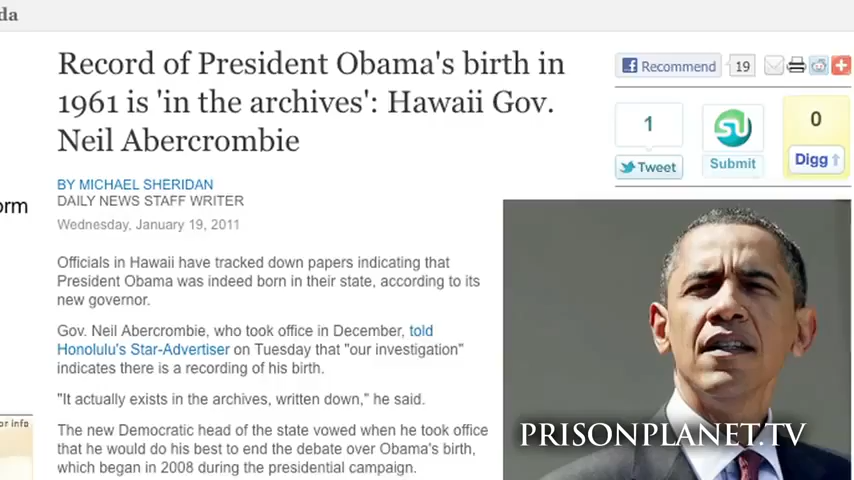 da
Record of President Obama's birth in
1961 is 'in the archives': Hawaii Gov.
Neil Abercrombie
Recommend 19
1 0
Tweet Submit Digg
BY MICHAEL SHERIDAN
DAILY NEWS STAFF WRITER
Wednesday, January 19, 2011
orm
Officials in Hawaii have tracked down papers indicating that
President Obama was indeed born in their state, according to its
new governor.
Gov. Neil Abercrombie, who took office in December, told
Honolulu's Star-Advertiser on Tuesday that "our investigation"
indicates there is a recording of his birth.
"It actually exists in the archives, written down," he said.
The new Democratic head of the state vowed when he took office
that he would do his best to end the debate over Obama's birth,
which began in 2008 during the presidential campaign.
or info
PRISONPLANET.TV